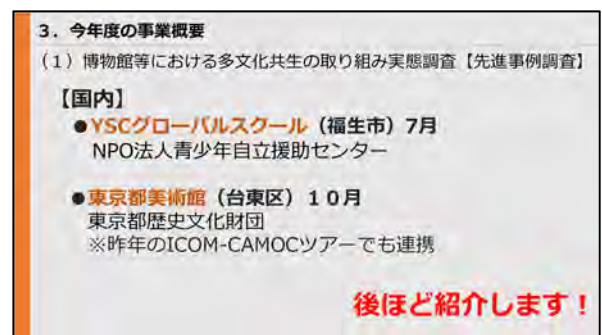 3．今年度の事業概要
（1）博物館等における多文化共生の取り組み実態調査【先進事例調査】
【国内】
●YSCグローバルスクール（福生市）7月
NPO法人青少年自立援助センター
●東京都美術館（台東区）１０月
東京都歴史文化財団
※昨年のICOM-CAMOCツアーでも連携
後ほど紹介します！